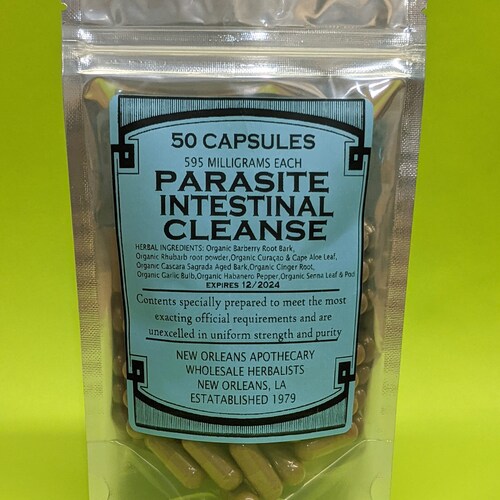 50 CAPSULES
595 MILLIGRAMS EACH
PARASITE
INTESTINAL
CLEANSE
HERBAL INGREDIENTS: Organic Barberry Root Bark,
Organic Rhubarb root powder,Organic Curaçao & Cape Aloe Leaf,
Organic Cascara Sagrada Aged Bark,Organic Ginger Root,
Organic Garlic Bulb,Organic Habanero Pepper,Organic Senna Leaf &
EXPIRES 12/2024
Contents specially prepared to meet the most
exacting official requirements and are
unexcelled in uniform strength and purity
NEW ORLEANS APOTHECARY
WHOLESALE HERBALISTS
NEW ORLEANS, LA
ESTATABLISHED 1979